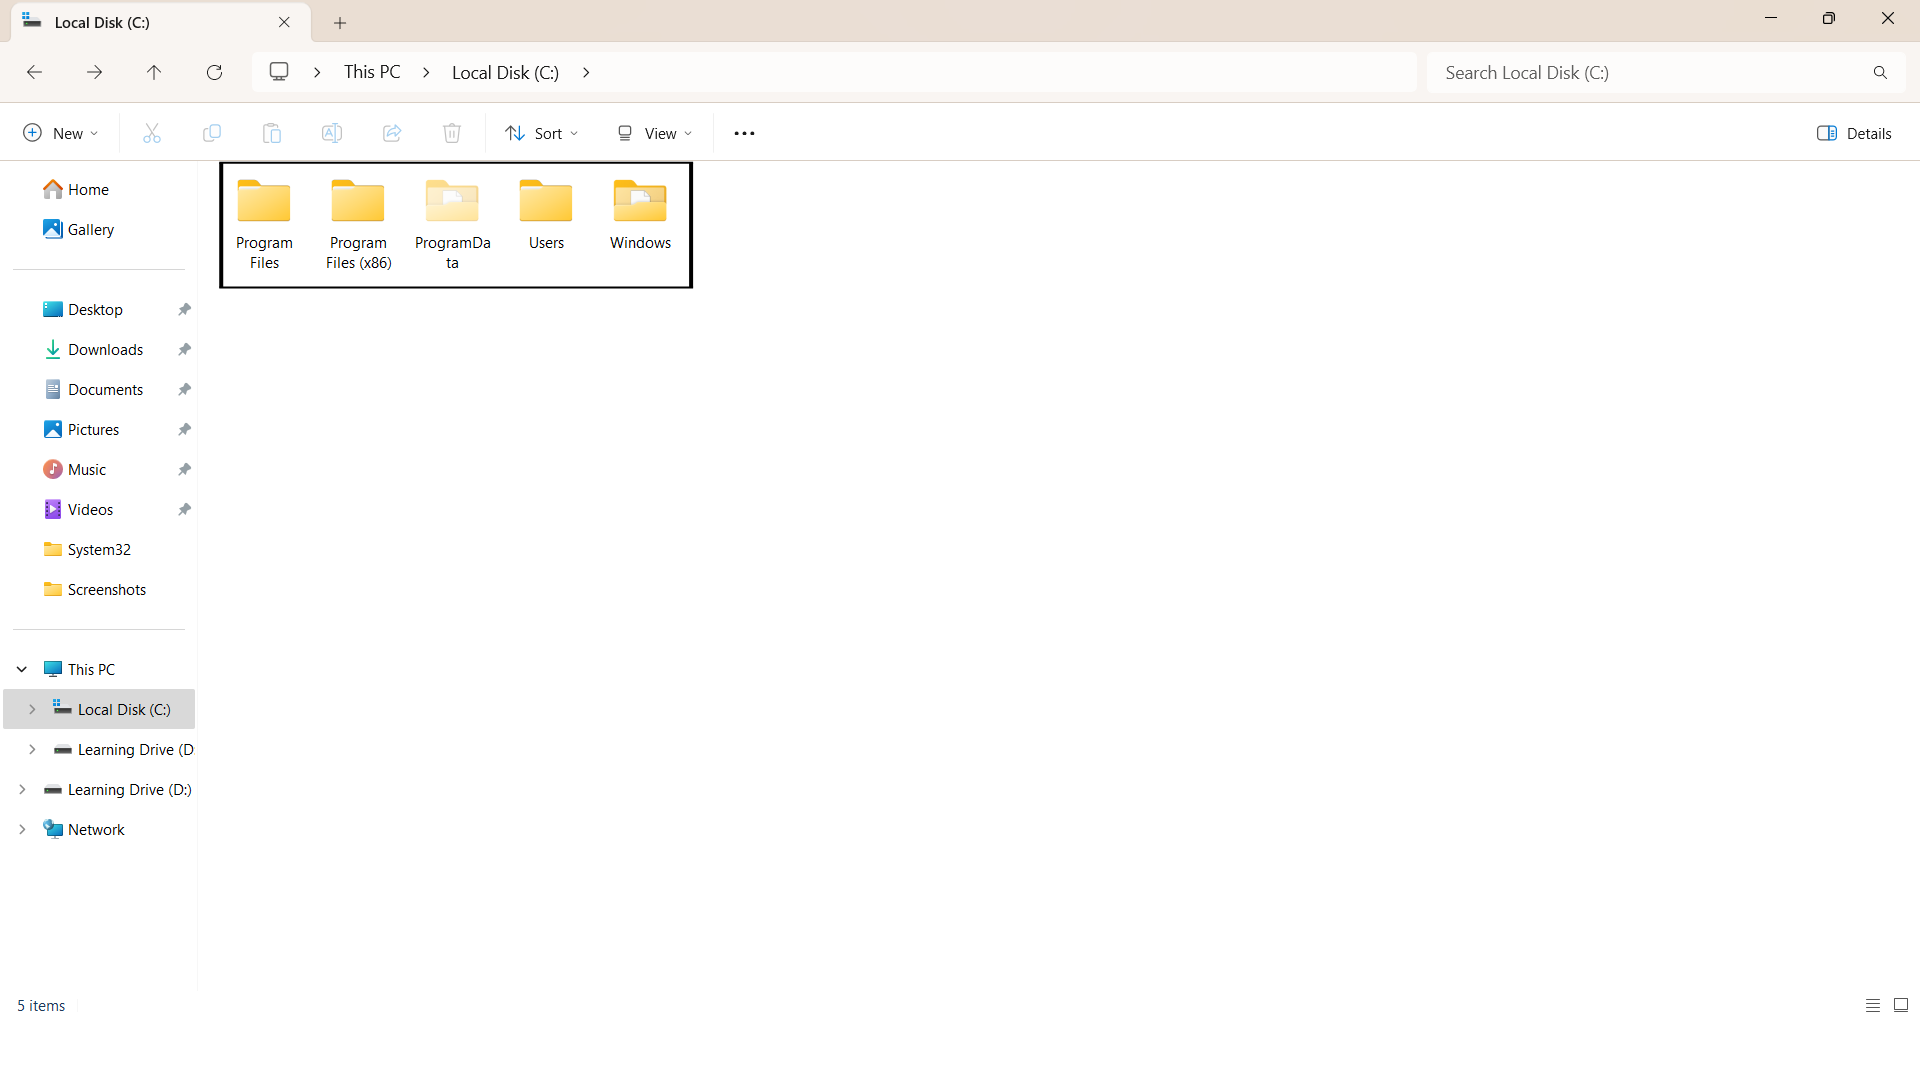 Local Disk (C:)
This PC
Local Disk (C:)
Search Local Disk (C:)
New
Sort
View
Details
Home
Gallery
Desktop
Downloads
Documents
Pictures
Music
Videos
System32
Screenshots
This PC
Local Disk (C:)
Learning Drive (D
Learning Drive (D:)
Network
Program
Files
Program
Files (x86)
ProgramDa
ta
Users
Windows
5 items